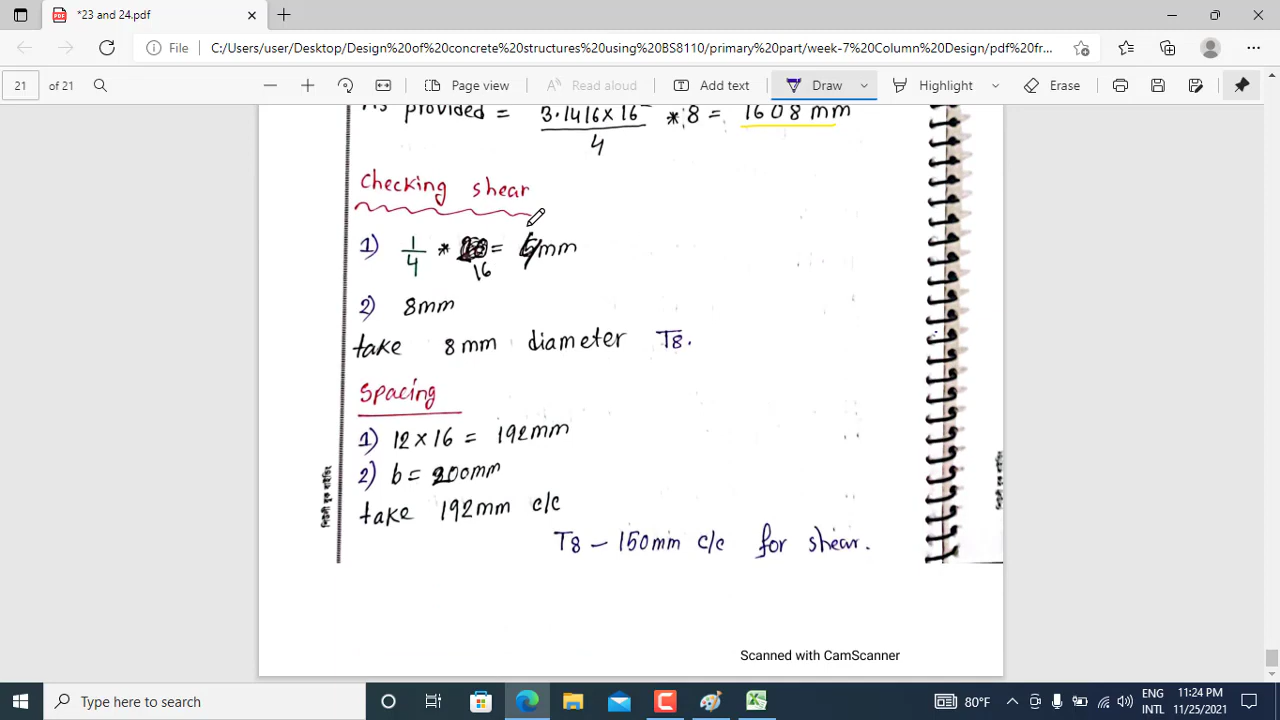 *23 and 24.pdf
File C:/Users/user/Desktop/Design%20of%20concrete%20structures%20using%20BS8110/primary%20part/week-7%20Column%20Design/pdf%20fr...
21 of 21 Page view Read aloud Add text Draw Highlight Erase
As provided = 3.1416×16² / 4 * 8 = 1608 mm
Checking shear
1) 1/4 * 16 = mm
2) 8mm
take 8mm diameter T8.
Spacing
1) 12 × 16 = 192mm
2) b = 200mm
take 192mm c/c
T8 – 150mm c/c for shear.
Scanned with CamScanner
Type here to search
80°F
ENG
INTL
:24 PM
11/25/2021